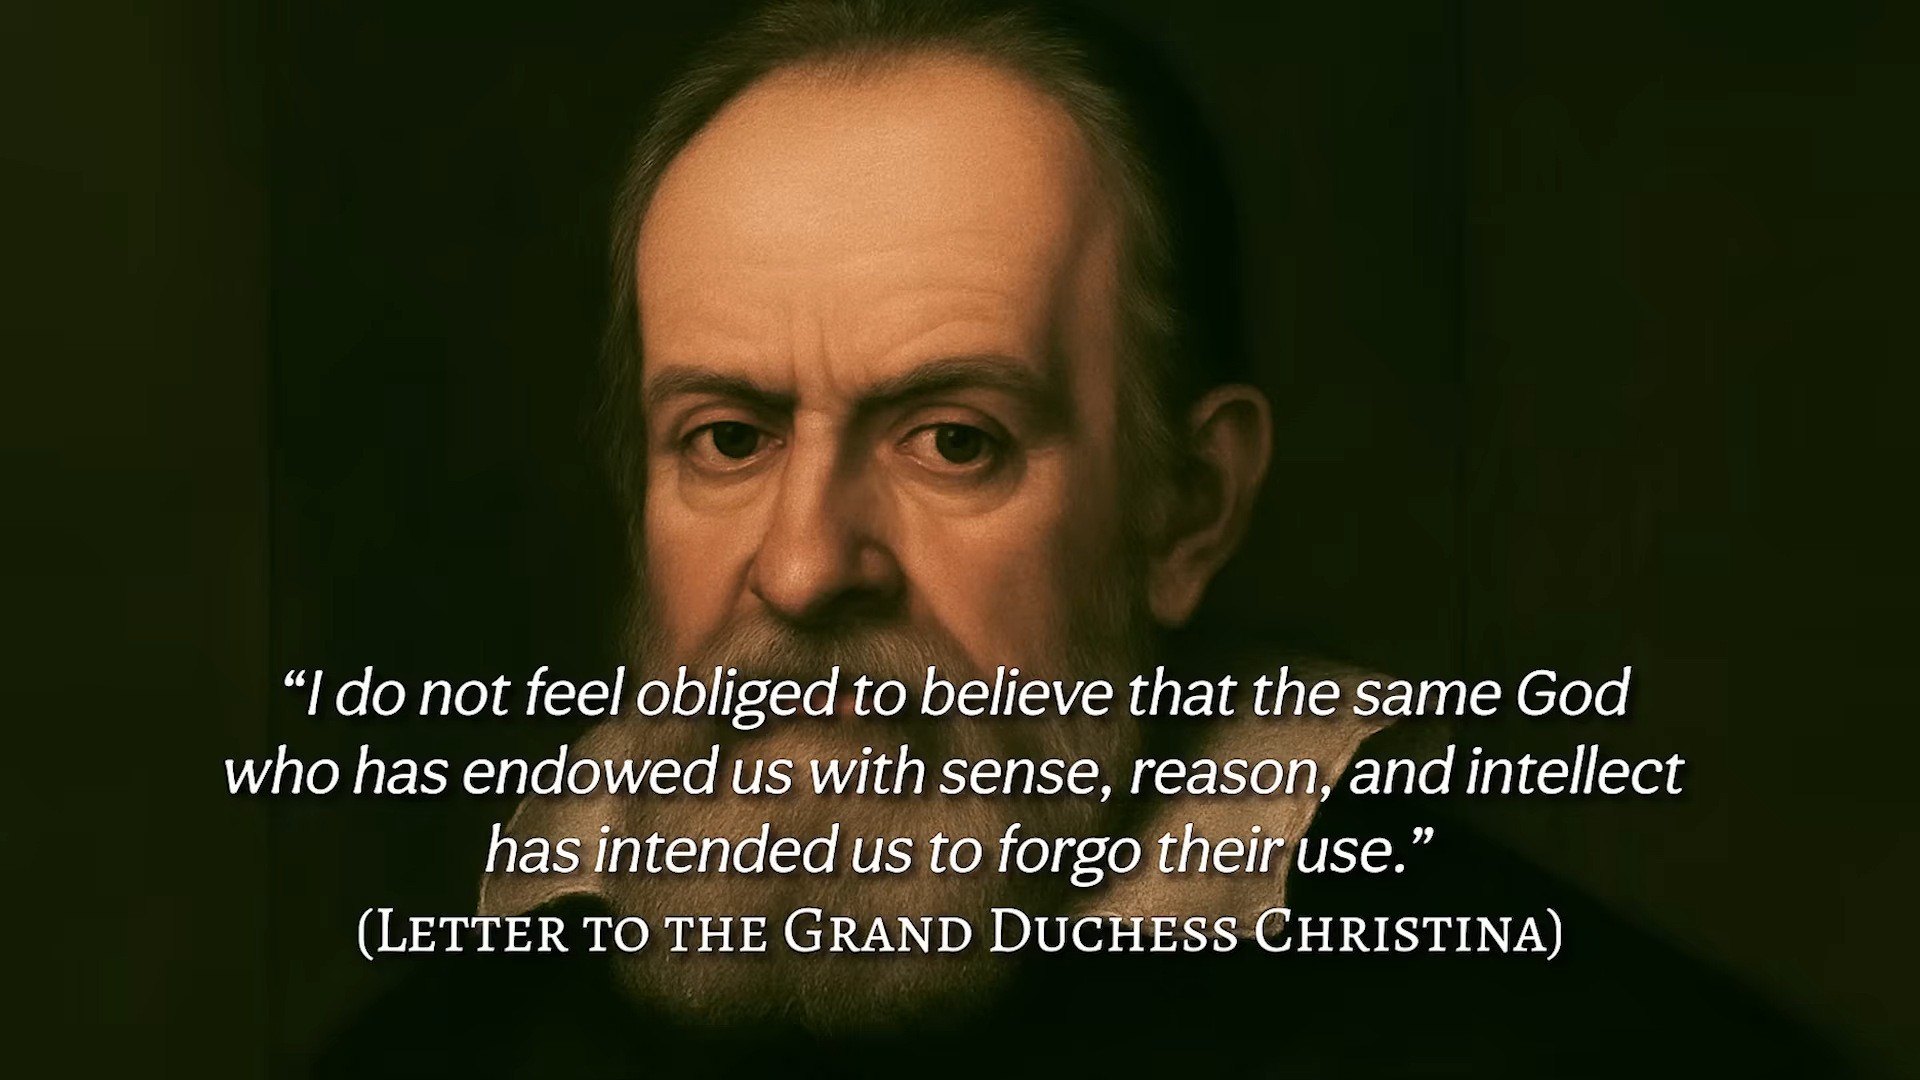 “I do not feel obliged to believe that the same God
who has endowed us with sense, reason, and intellect
has intended us to forgo their use.”
(Letter to the Grand Duchess Christina)